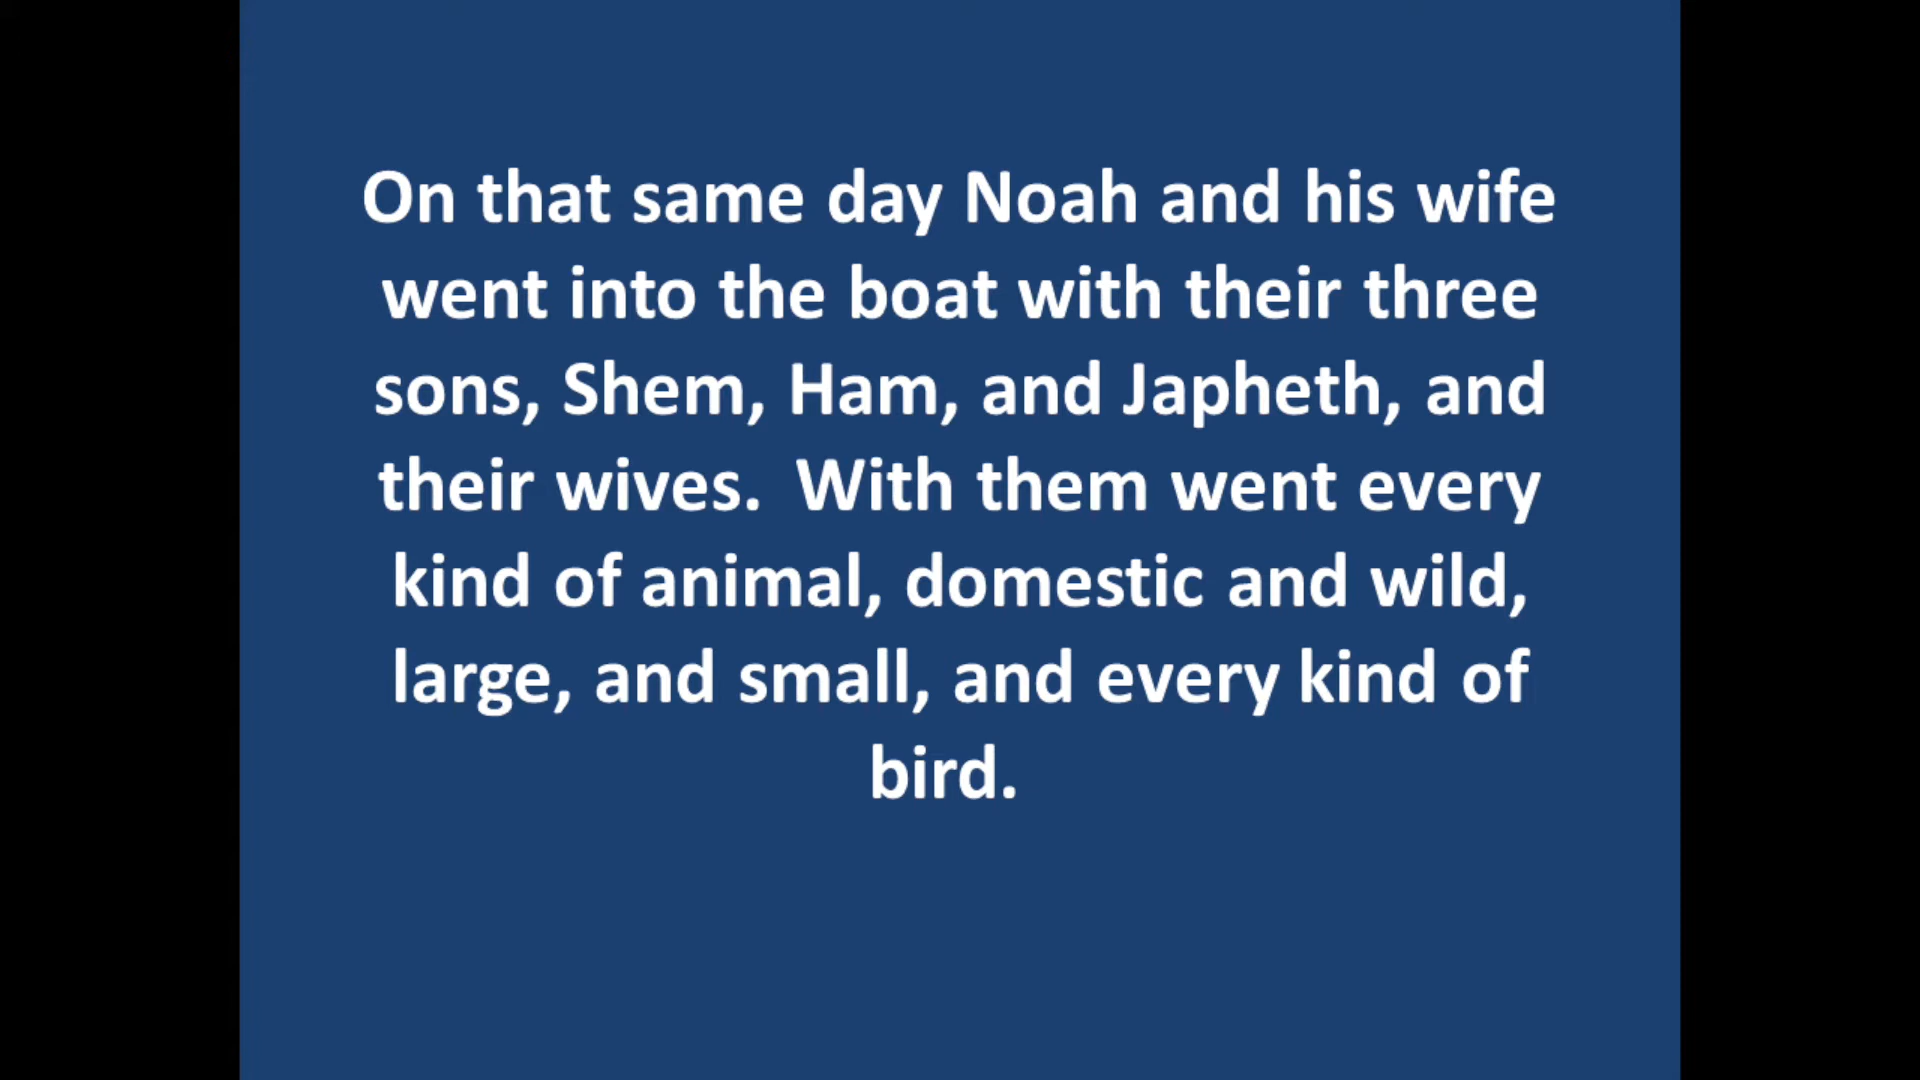 On that same day Noah and his wife
went into the boat with their three
sons, Shem, Ham, and Japheth, and
their wives.  With them went every
kind of animal, domestic and wild,
large, and small, and every kind of
bird.